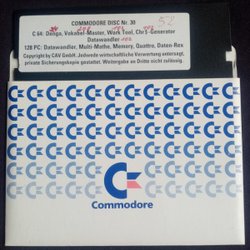 COMMODORE DISC Nr. 30
52
C 64: Dengo, Vokabel-Master, Work Tool, Chr$-Generator
Datawandler
128 PC: Datawandler, Multi-Mathe, Memory, Quattro, Daten-Rex
Copyright by CAV GmbH. Jedwede wirtschaftliche Verwertung untersagt,
private Sicherungskopie gestattet. Weitergabe an Dritte nicht zulässig.
Commodore